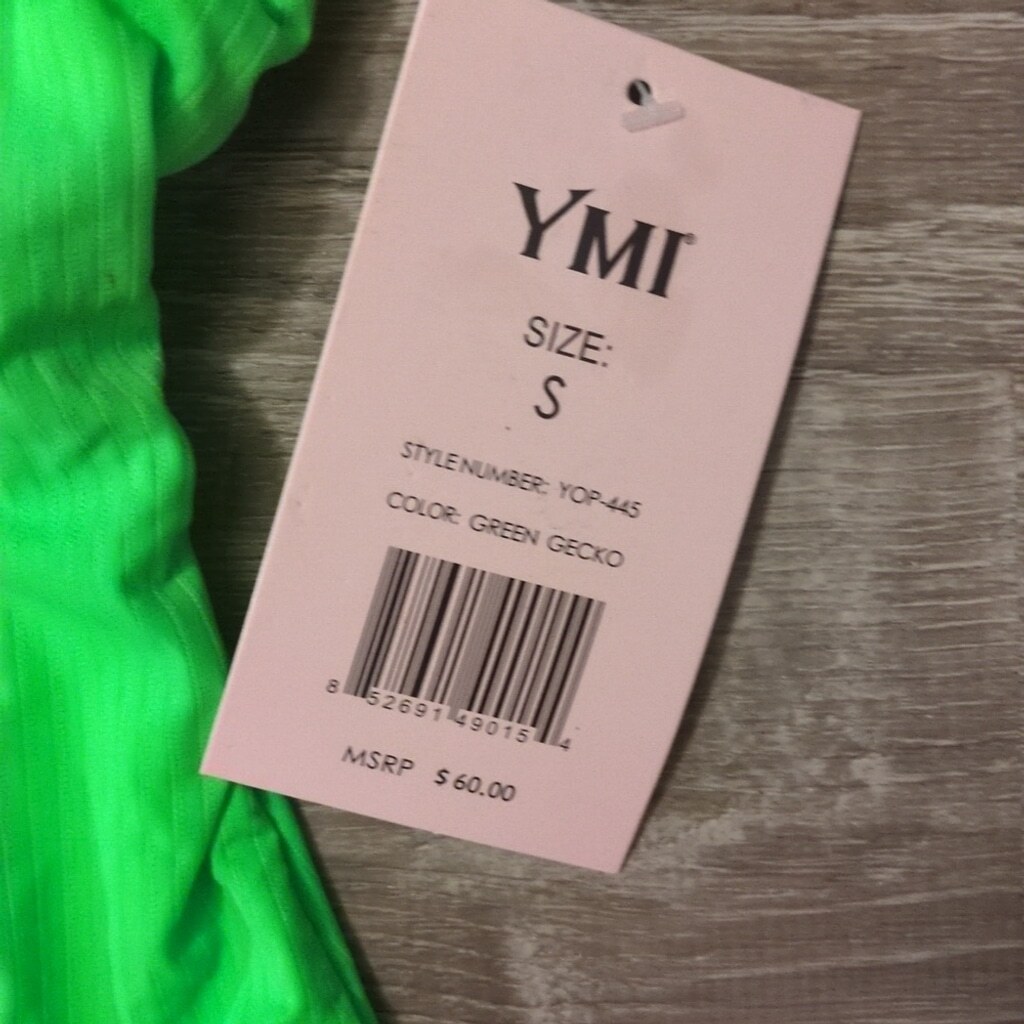 YMI®
SIZE:
S
STYLE NUMBER: YOP-445
COLOR: GREEN GECKO
8 52691 49015 4
MSRP $60.00